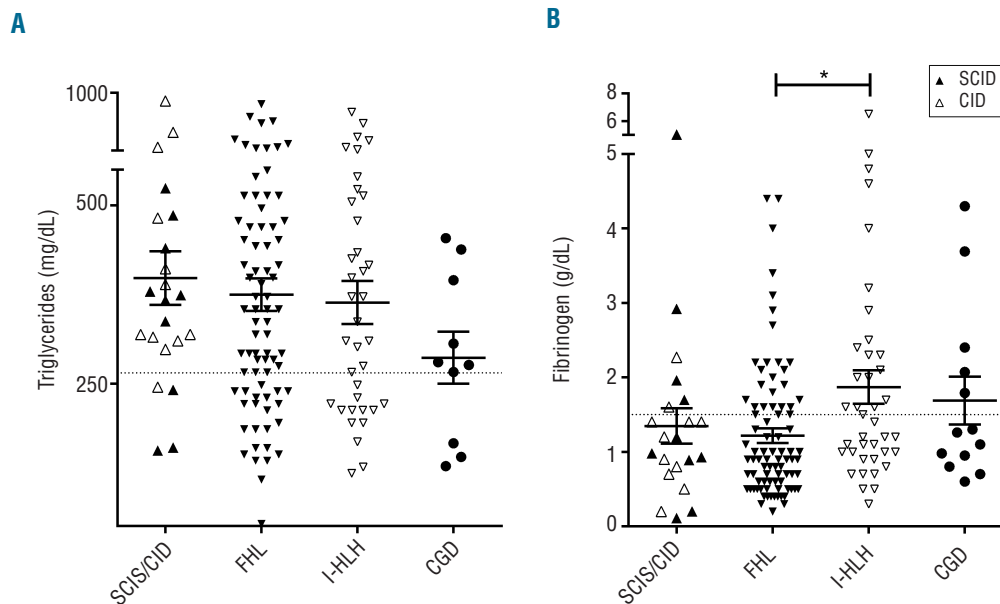 A
Triglycerides (mg/dL)
1000
500
250
SCIS/CID
FHL
I-HLH
CGD
B
Fibrinogen (g/dL)
8
6
5
3
2
1
0
*
SCID
CID
SCIS/CID
FHL
I-HLH
CGD